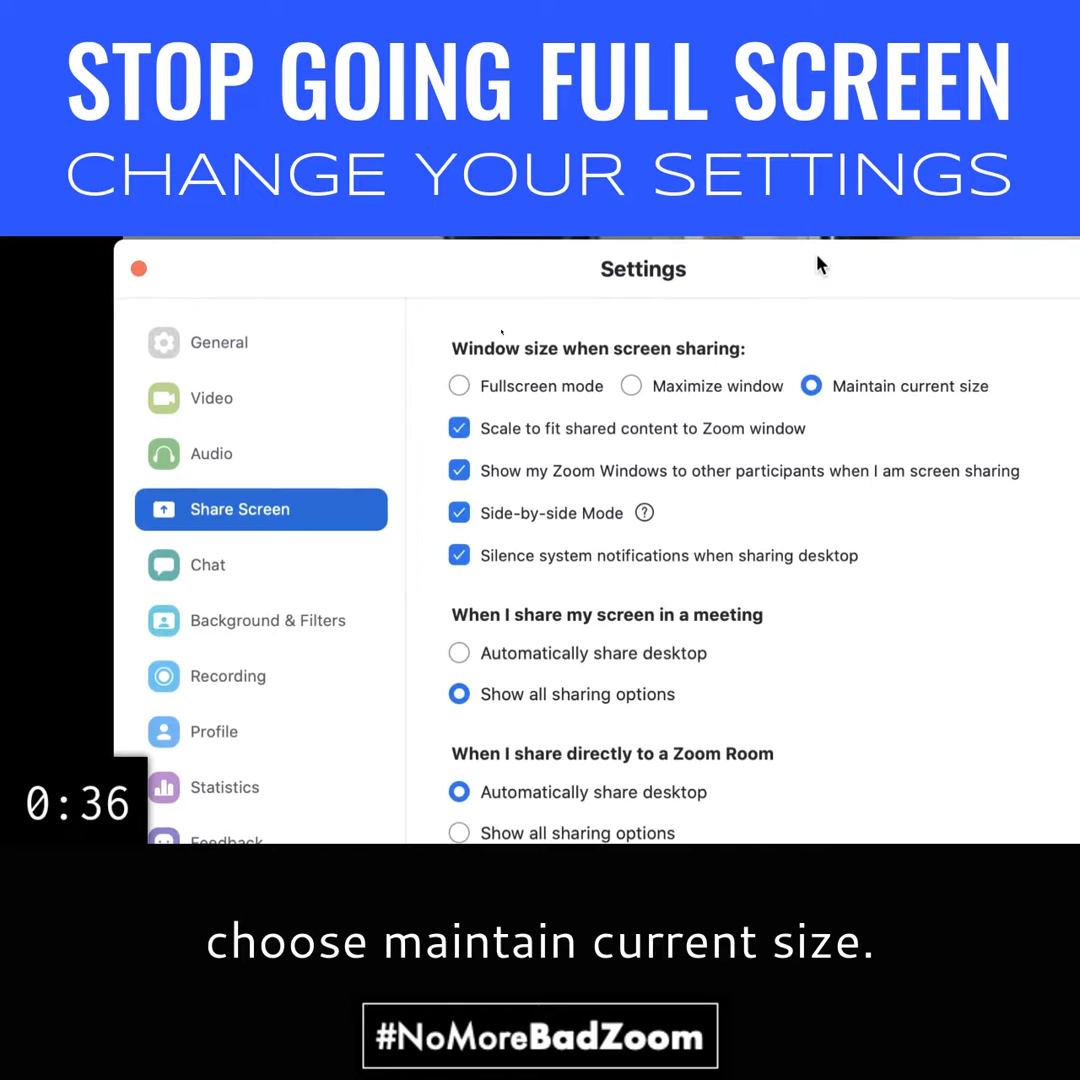 STOP GOING FULL SCREEN
CHANGE YOUR SETTINGS
Settings
General
Video
Audio
Share Screen
Chat
Background & Filters
Recording
Profile
Statistics
Feedback
Window size when screen sharing:
Fullscreen mode Maximize window Maintain current size
Scale to fit shared content to Zoom window
Show my Zoom Windows to other participants when I am screen sharing
Side-by-side Mode ?
Silence system notifications when sharing desktop
When I share my screen in a meeting
Automatically share desktop
Show all sharing options
When I share directly to a Zoom Room
Automatically share desktop
Show all sharing options
0:36
choose maintain current size.
#NoMoreBadZoom